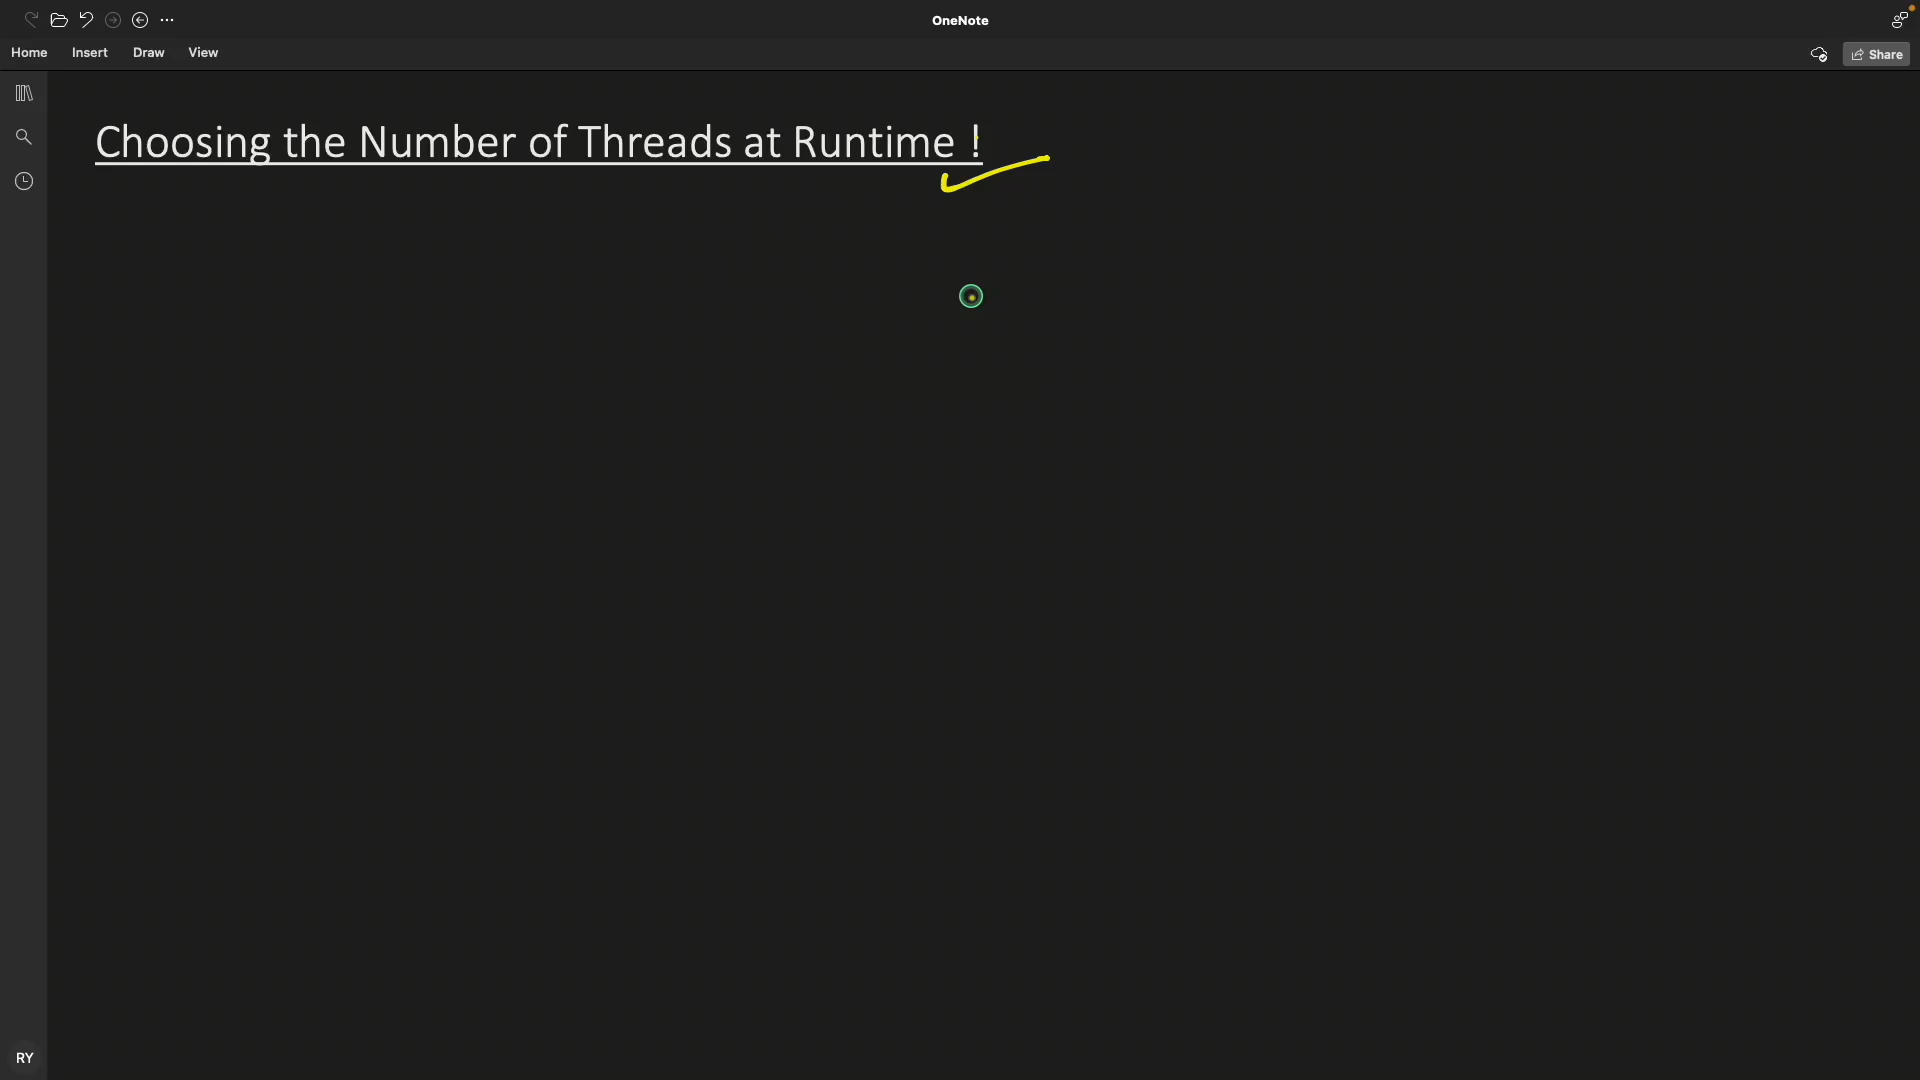 OneNote
Home Insert Draw View
Share
Choosing the Number of Threads at Runtime !
RY